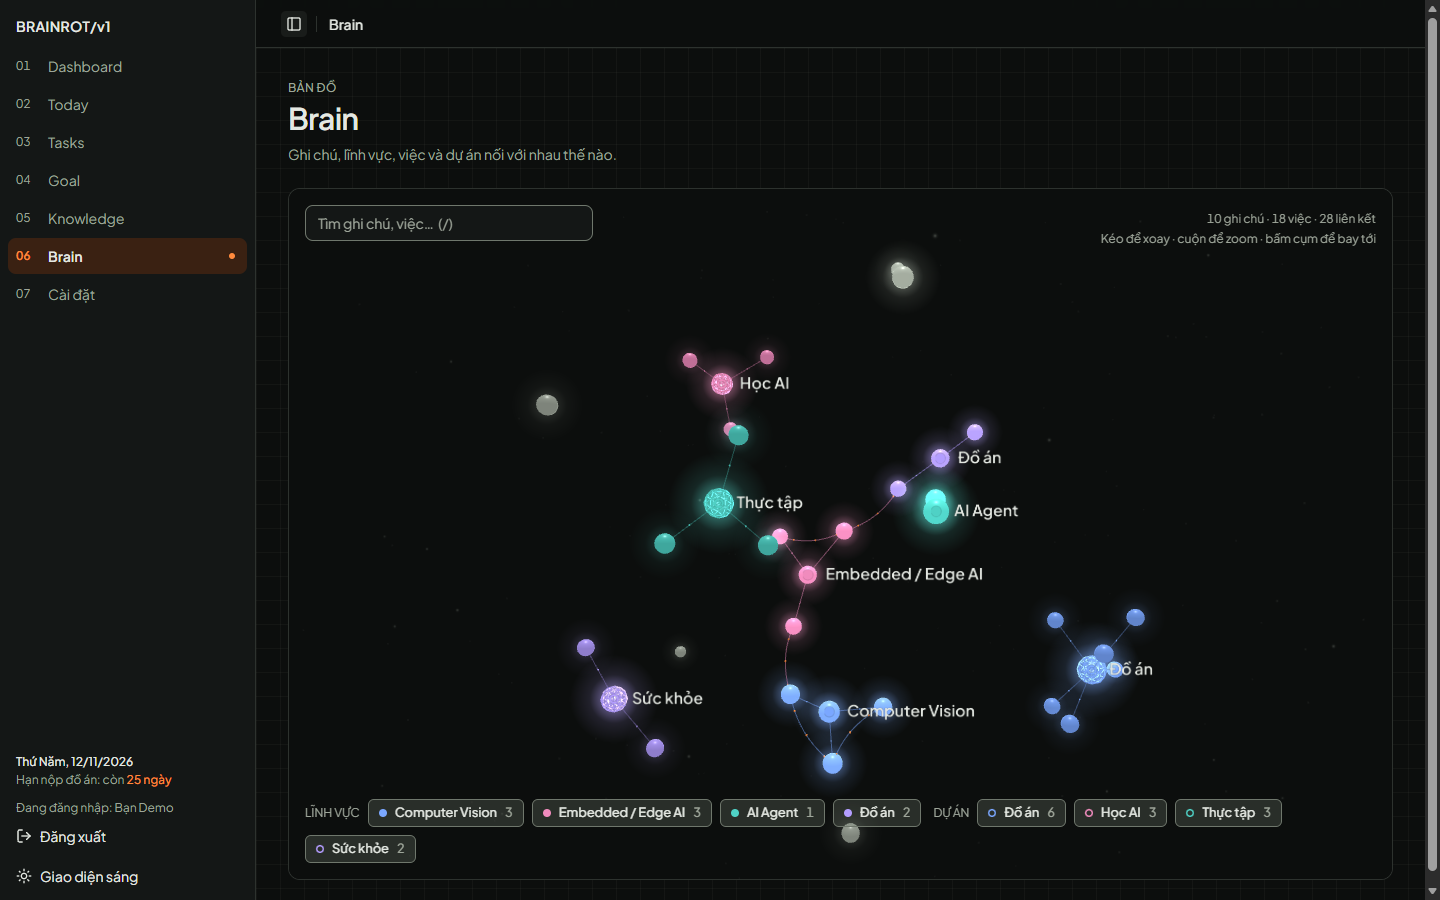 BRAINROT/v1
01 Dashboard
02 Today
03 Tasks
04 Goal
05 Knowledge
06 Brain
07 Cài đặt
Thứ Năm, 12/11/2026
Hạn nộp đồ án: còn 25 ngày
Đang đăng nhập: Bạn Demo
Đăng xuất
Giao diện sáng
Brain
BẢN ĐỒ
Brain
Ghi chú, lĩnh vực, việc và dự án nối với nhau thế nào.
Tìm ghi chú, việc... (/)
10 ghi chú · 18 việc · 28 liên kết
Kéo để xoay · cuộn để zoom · bấm cụm để bay tới
Học AI
Đồ án
Thực tập
AI Agent
Embedded / Edge AI
Đồ án
Sức khỏe
Computer Vision
LĨNH VỰC Computer Vision 3 Embedded / Edge AI 3 AI Agent 1 Đồ án 2 DỰ ÁN Đồ án 6 Học AI 3 Thực tập 3
Sức khỏe 2